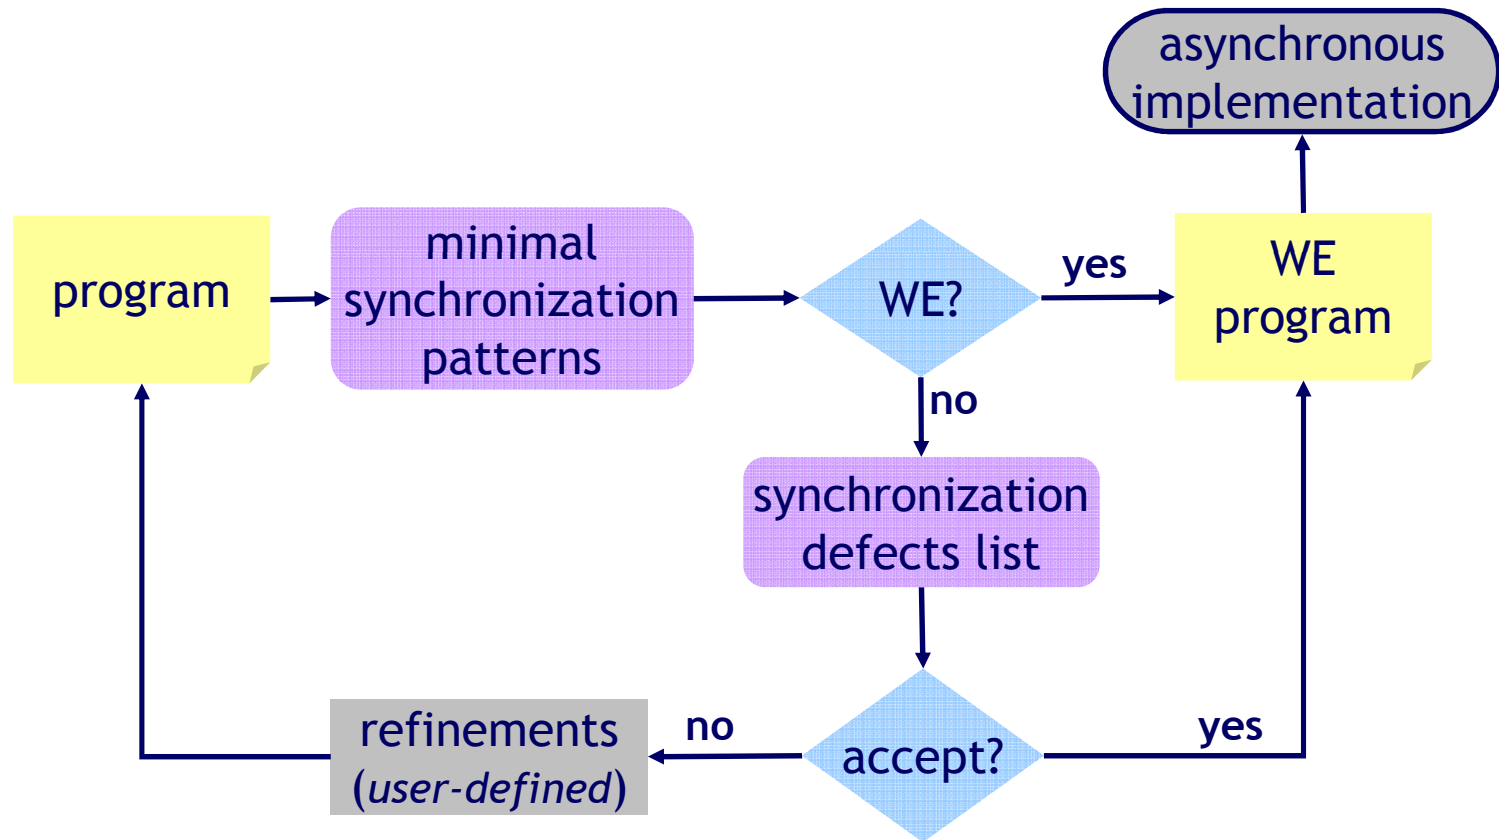 asynchronous
implementation
program
minimal
synchronization
patterns
WE?
yes
WE
program
no
synchronization
defects list
refinements
(user-defined)
no
accept?
yes